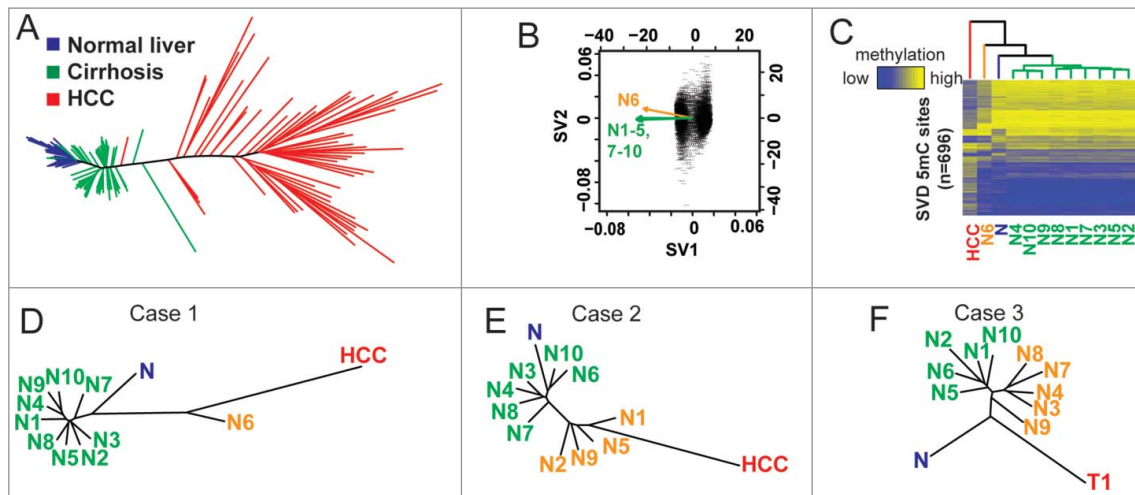 A
Normal liver
Cirrhosis
HCC
B
−40 −20 0 20
0.06
0
−0.08
SV2
20
0
−20
−40
N6
N1-5,
7-10
−0.08 0 0.06
SV1
C
methylation
low high
SVD 5mC sites
(n=696)
HCC
N6
N
N4
N10
N9
N8
N1
N7
N3
N5
N2
D Case 1
N
HCC
N10
N9
N7
N4
N1
N6
N8
N3
N5 N2
E Case 2
N
N10
N3
N6
N4
N8
N1
N7
N5
N9
N2
HCC
F Case 3
N10
N2
N1
N8
N7
N6
N4
N5
N3
N9
N
T1